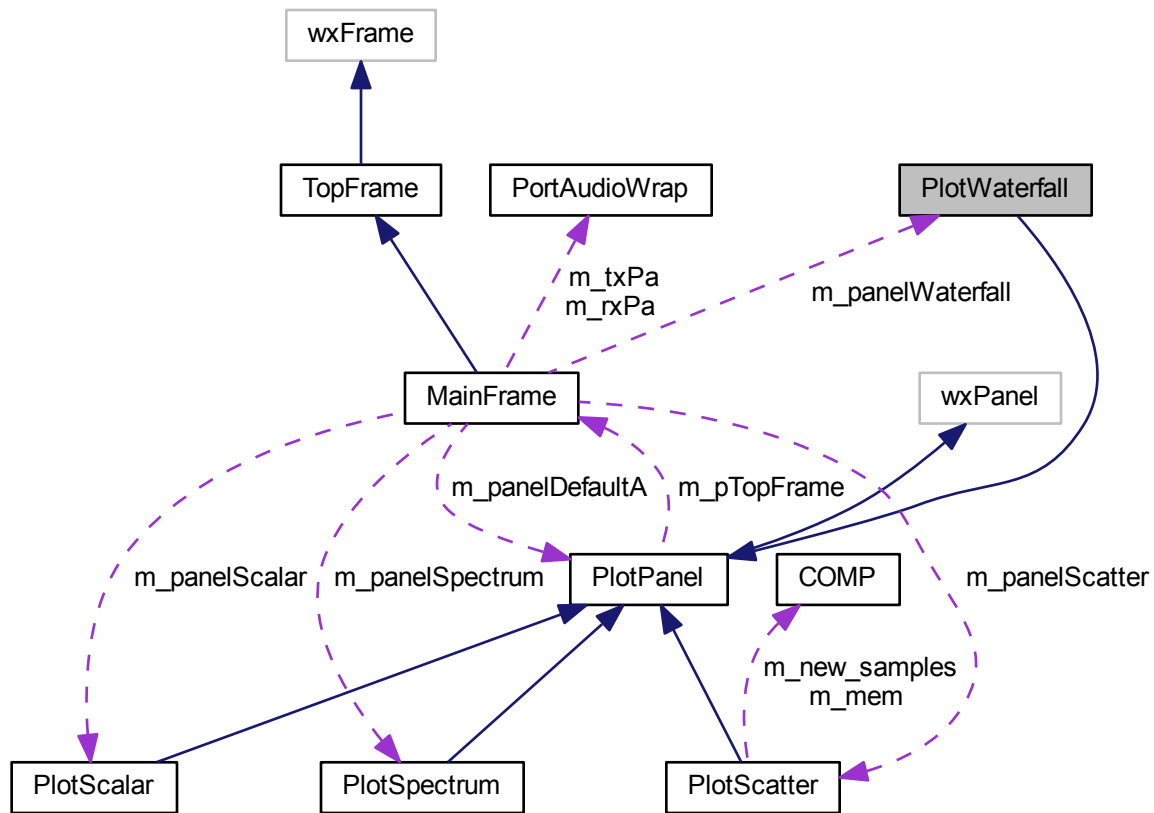 wxFrame
TopFrame
PortAudioWrap
PlotWaterfall
m_txPa
m_rxPa
m_panelWaterfall
MainFrame
wxPanel
m_panelDefaultA
m_pTopFrame
m_panelScalar
m_panelSpectrum
PlotPanel
COMP
m_panelScatter
m_new_samples
m_mem
PlotScalar
PlotSpectrum
PlotScatter